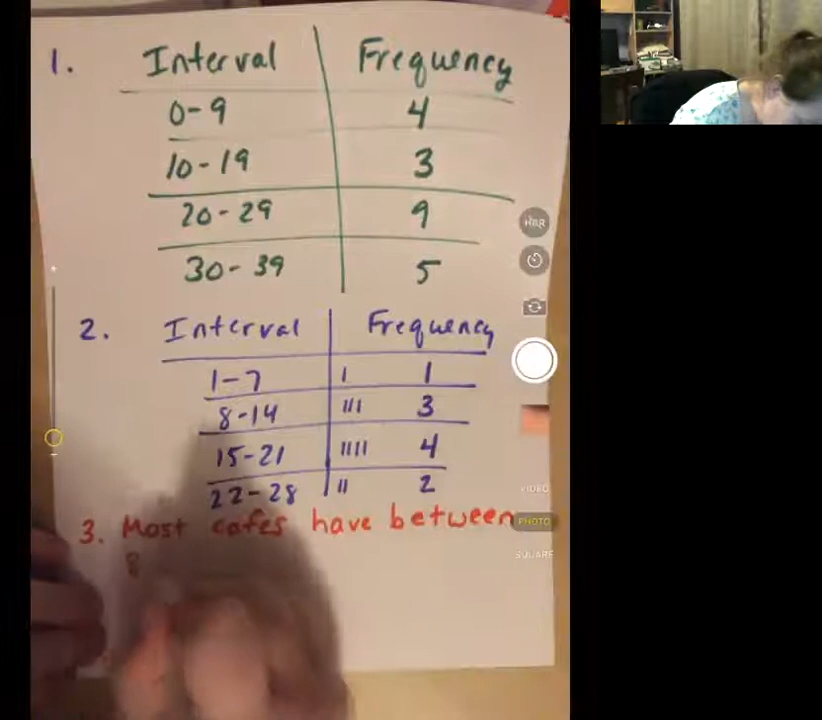 1. Interval Frequency
0-9 4
10-19 3
20-29 9
30-39 5
HDR
2. Interval Frequency
1-7 | 1
8-14 ||| 3
15-21 |||| 4
22-28 || 2
VIDEO
3. Most cafes have between
PHOTO
8
SQUARE